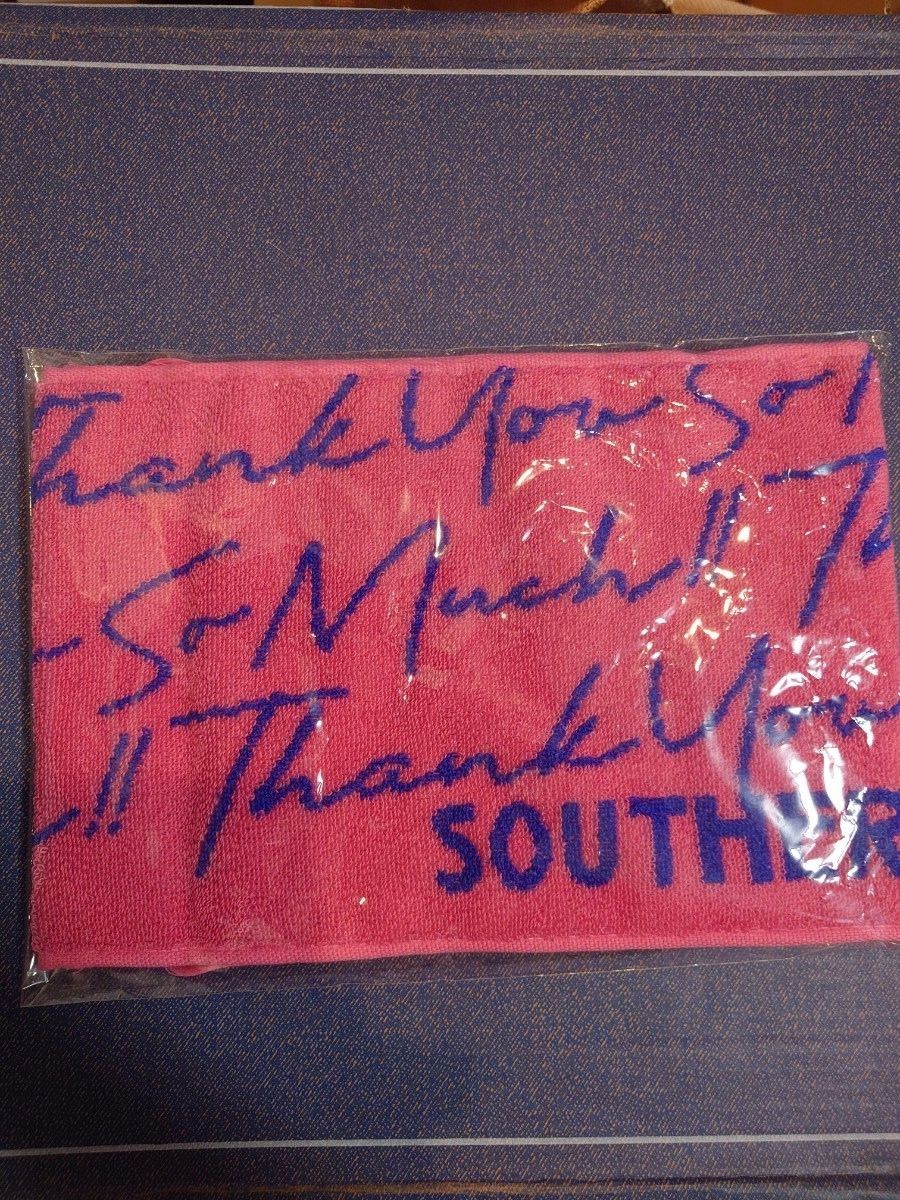 Thank You So M
So Much!! Th
!! Thank You
SOUTHER